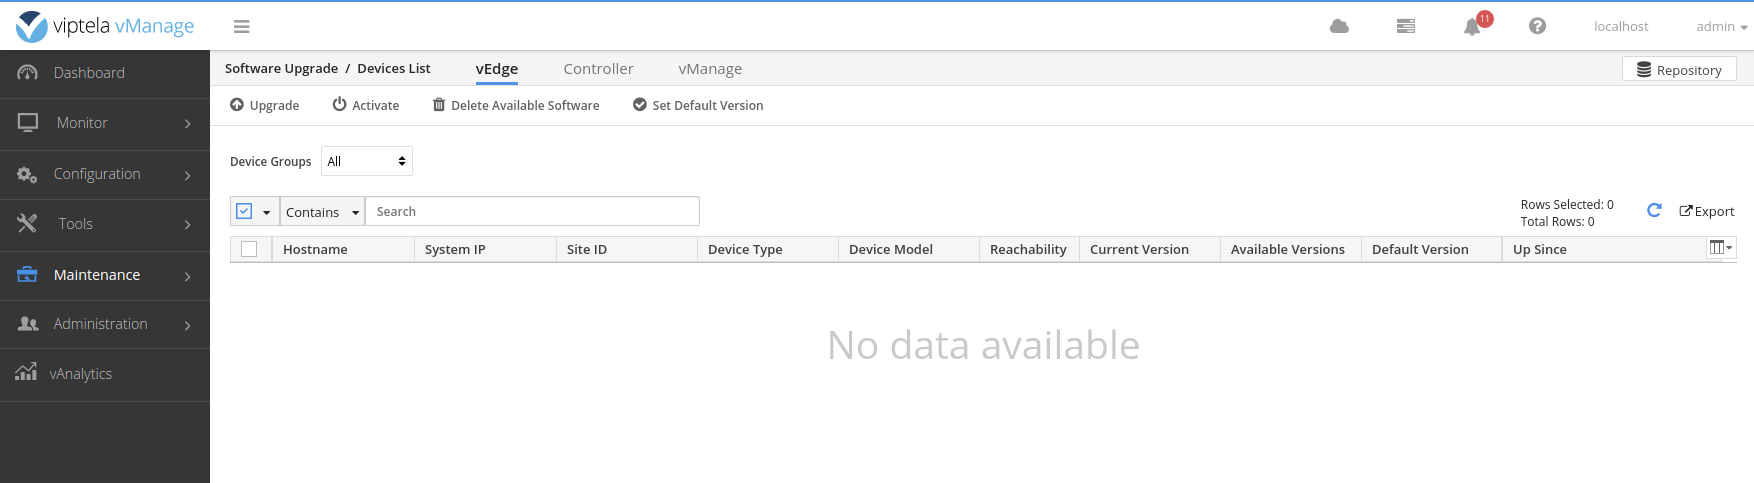 viptela vManage
11
localhost
admin
Dashboard
Monitor
Configuration
Tools
Maintenance
Administration
vAnalytics
Software Upgrade / Devices List
vEdge
Controller
vManage
Repository
Upgrade
Activate
Delete Available Software
Set Default Version
Device Groups
All
Contains
Search
Rows Selected: 0
Total Rows: 0
Export
Hostname
System IP
Site ID
Device Type
Device Model
Reachability
Current Version
Available Versions
Default Version
Up Since
No data available